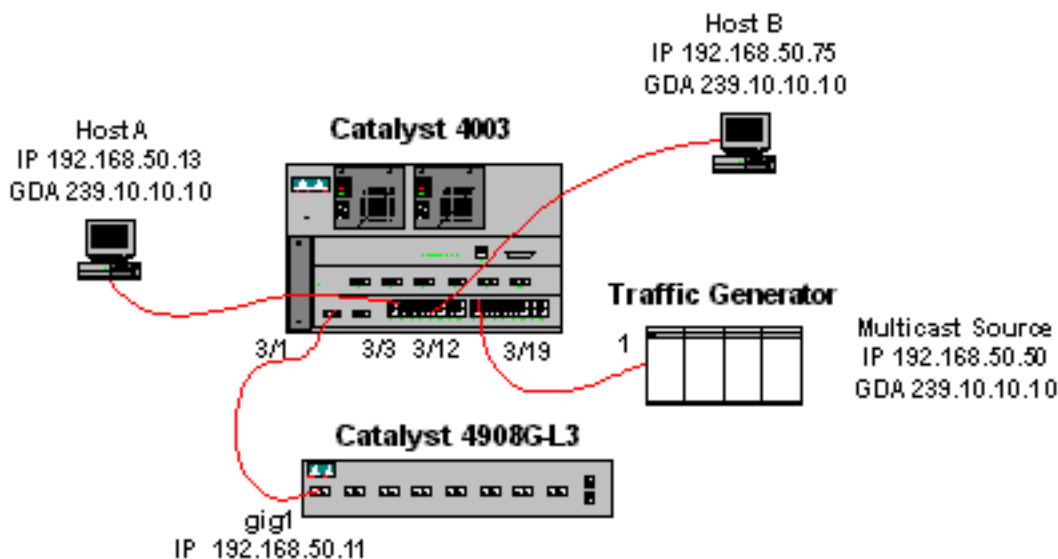 Host B
IP 192.168.50.75
GDA 239.10.10.10
Host A
IP 192.168.50.13
GDA 239.10.10.10
Catalyst 4003
Traffic Generator
Multicast Source
IP 192.168.50.50
GDA 239.10.10.10
1
3/1
3/3
3/12
3/19
Catalyst 4908G-L3
gig1
IP 192.168.50.11